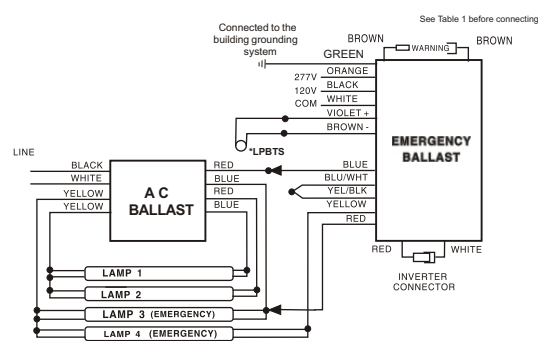 See Table 1 before connecting
Connected to the
building grounding
system
BROWN
WARNING
BROWN
GREEN
ORANGE
277V
BLACK
120V
WHITE
COM
VIOLET +
BROWN -
*LPBTS
EMERGENCY
BALLAST
LINE
BLACK
WHITE
YELLOW
YELLOW
A C
BALLAST
RED
BLUE
RED
BLUE
BLUE
BLU/WHT
YEL/BLK
YELLOW
RED
RED
WHITE
INVERTER
CONNECTOR
LAMP 1
LAMP 2
LAMP 3 (EMERGENCY)
LAMP 4 (EMERGENCY)